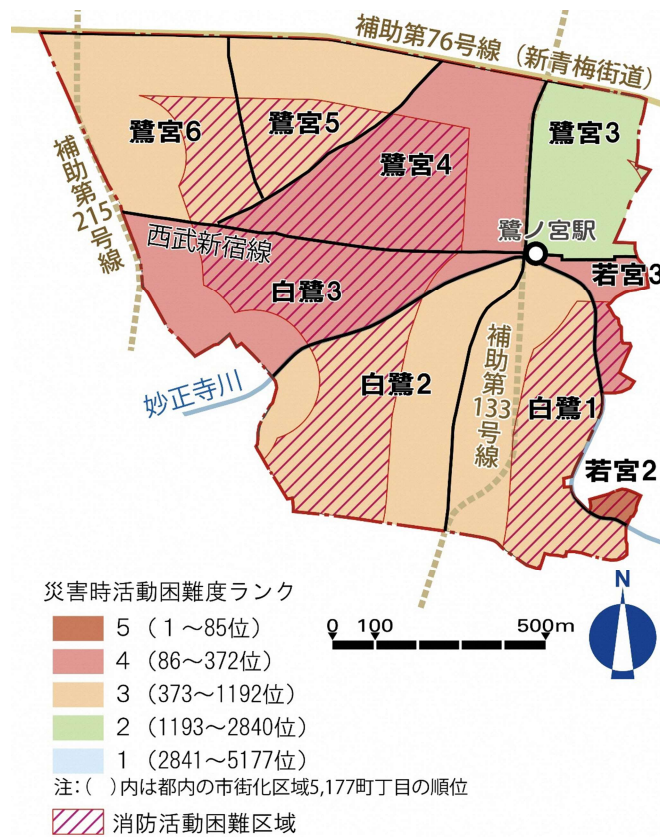 補助第76号線（新青梅街道）
鷺宮3
鷺宮5
鷺宮6
鷺宮4
補助第215号線
鷺ノ宮駅
西武新宿線
若宮3
白鷺3
補助第133号線
白鷺2
妙正寺川
白鷺1
若宮2
災害時活動困難度ランク
5（1～85位）
4（86～372位）
3（373～1192位）
2（1193～2840位）
1（2841～5177位）
注：（　）内は都内の市街化区域5,177町丁目の順位
消防活動困難区域
0 100 500m
N